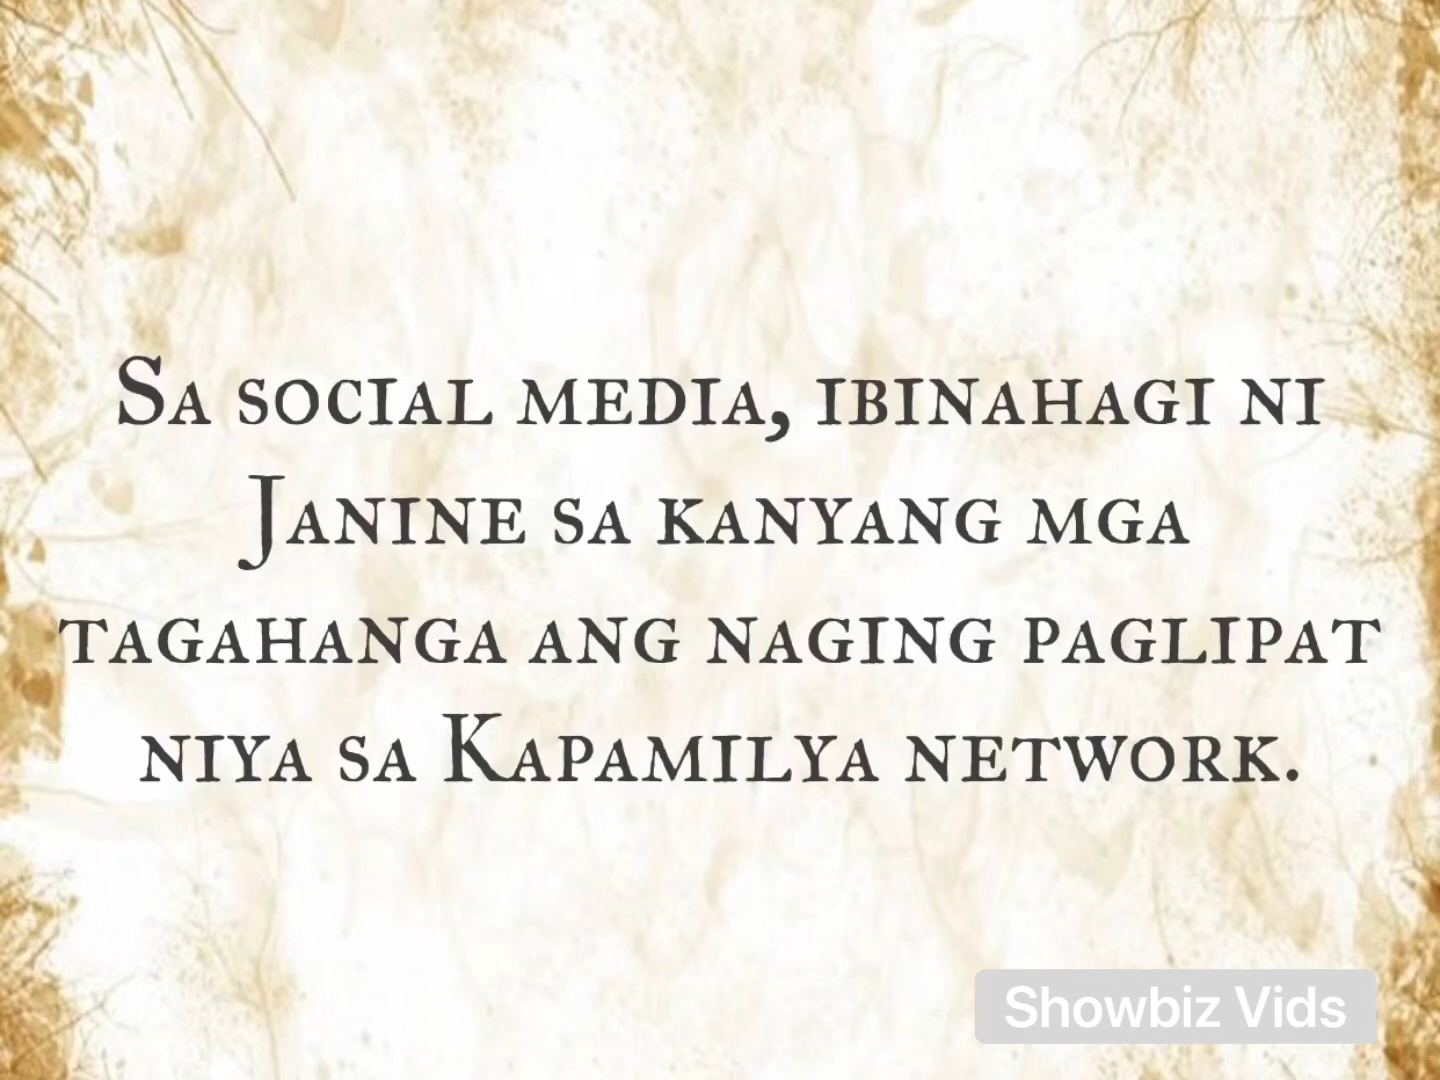 Sa social media, ibinahagi ni
Janine sa kanyang mga
tagahanga ang naging paglipat
niya sa Kapamilya network.
Showbiz Vids